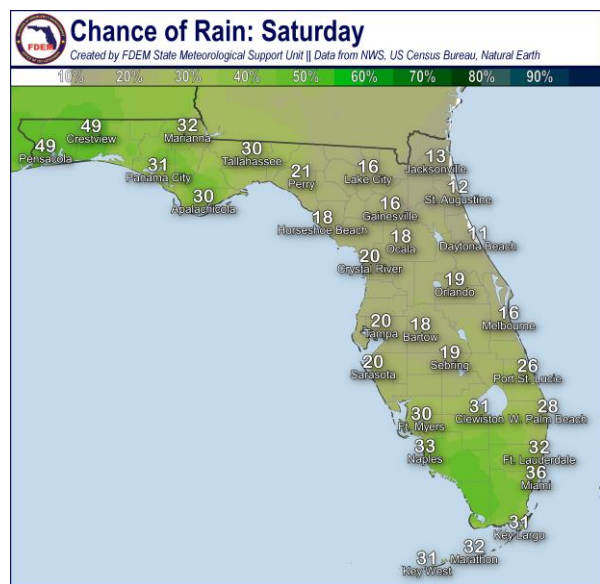 FDEM
Chance of Rain: Saturday
Created by FDEM State Meteorological Support Unit || Data from NWS, US Census Bureau, Natural Earth
10% 20% 30% 40% 50% 60% 70% 80% 90%
49
Pensacola
49
Crestview
32
Marianna
31
Panama City
30
Apalachicola
30
Tallahassee
21
Perry
16
Lake City
13
Jacksonville
12
St. Augustine
18
Horseshoe Beach
16
Gainesville
18
Ocala
11
Daytona Beach
20
Crystal River
19
Orlando
16
Melbourne
20
Tampa
18
Bartow
20
Sarasota
19
Sebring
26
Port St. Lucie
30
Ft. Myers
31
Clewiston
28
W. Palm Beach
33
Naples
32
Ft. Lauderdale
36
Miami
31
Key Largo
32
Marathon
31
Key West